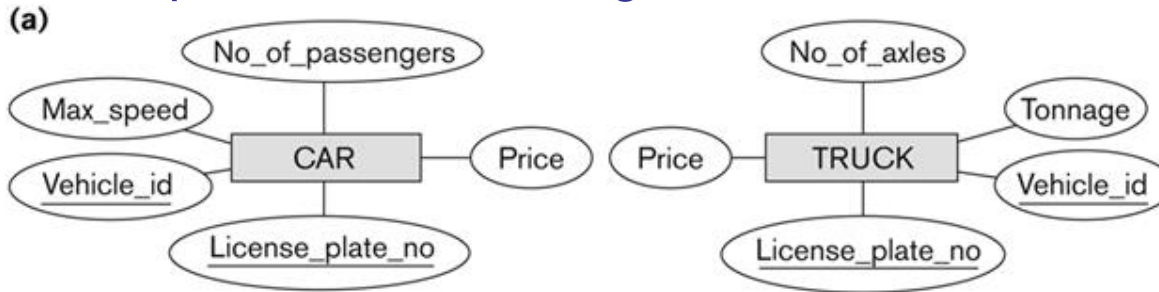 (a)
No_of_passengers
No_of_axles
Max_speed
Tonnage
CAR
Price
Price
TRUCK
Vehicle_id
Vehicle_id
License_plate_no
License_plate_no